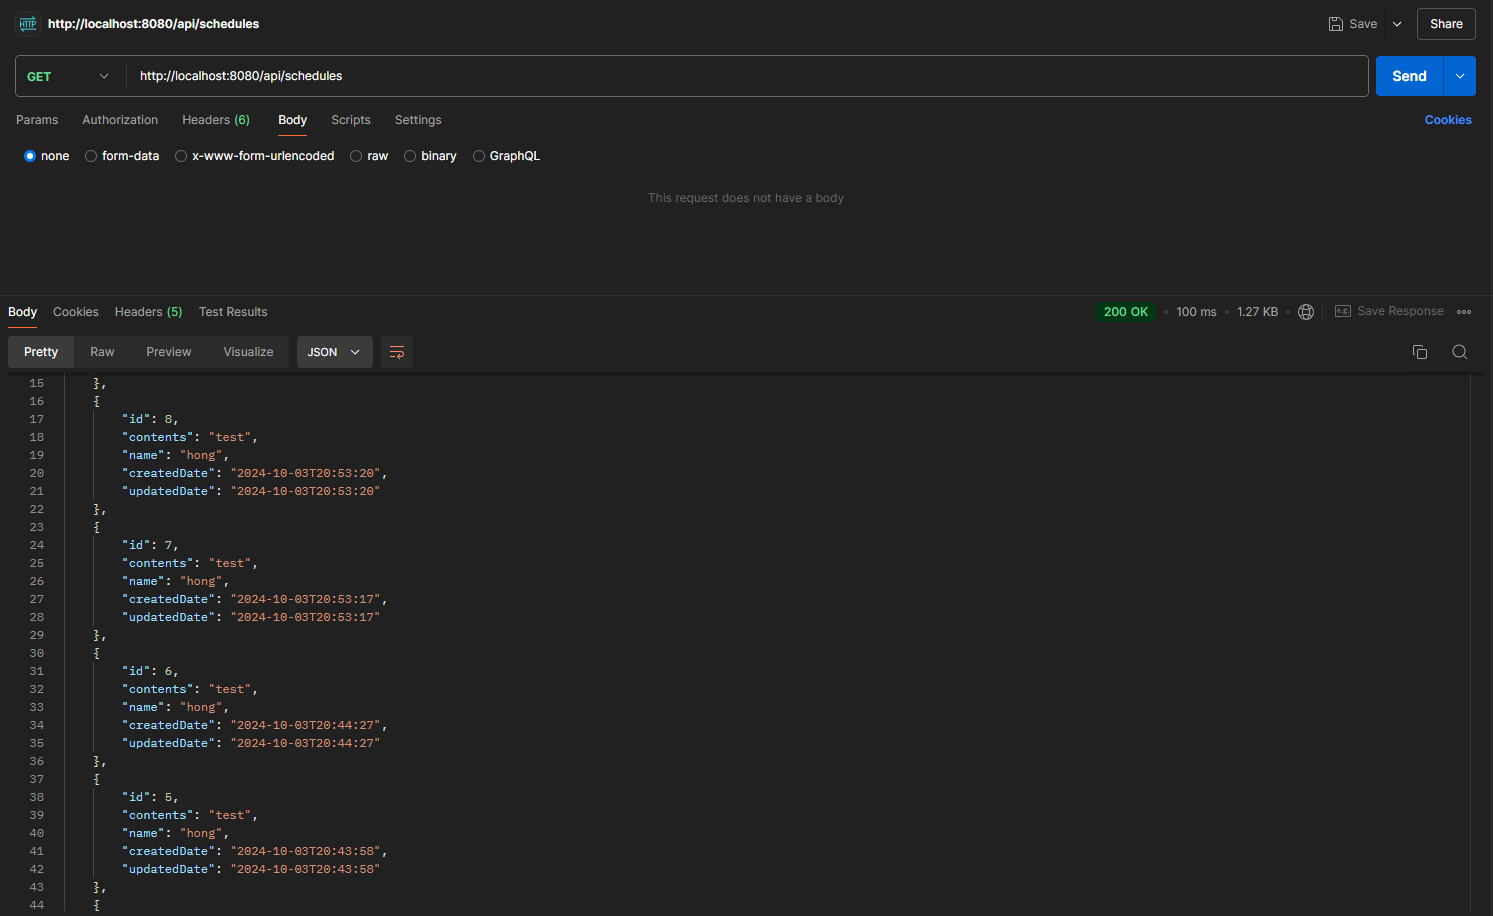 HTTP http://localhost:8080/api/schedules Save Share
GET http://localhost:8080/api/schedules Send
Params Authorization Headers (6) Body Scripts Settings Cookies
none form-data x-www-form-urlencoded raw binary GraphQL
This request does not have a body
Body Cookies Headers (5) Test Results 200 OK • 100 ms • 1.27 KB • e.g. Save Response
Pretty Raw Preview Visualize JSON
15 },
16 {
17 "id": 8,
18 "contents": "test",
19 "name": "hong",
20 "createdDate": "2024-10-03T20:53:20",
21 "updatedDate": "2024-10-03T20:53:20"
22 },
23 {
24 "id": 7,
25 "contents": "test",
26 "name": "hong",
27 "createdDate": "2024-10-03T20:53:17",
28 "updatedDate": "2024-10-03T20:53:17"
29 },
30 {
31 "id": 6,
32 "contents": "test",
33 "name": "hong",
34 "createdDate": "2024-10-03T20:44:27",
35 "updatedDate": "2024-10-03T20:44:27"
36 },
37 {
38 "id": 5,
39 "contents": "test",
40 "name": "hong",
41 "createdDate": "2024-10-03T20:43:58",
42 "updatedDate": "2024-10-03T20:43:58"
43 },
44 {